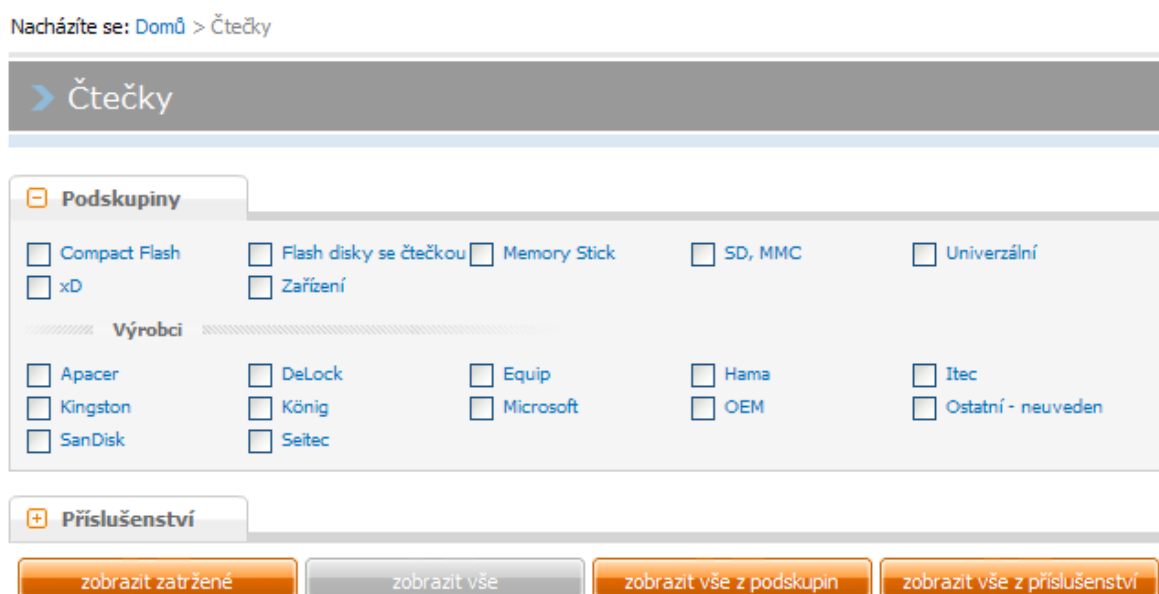 Nacházíte se: Domů > Čtečky
Čtečky
Podskupiny
Compact Flash Flash disky se čtečkou Memory Stick SD, MMC Univerzální
xD Zařízení
Výrobci
Apacer DeLock Equip Hama Itec
Kingston König Microsoft OEM Ostatní - neuveden
SanDisk Seitec
Příslušenství
zobrazit zatržené zobrazit vše zobrazit vše z podskupin zobrazit vše z příslušenství